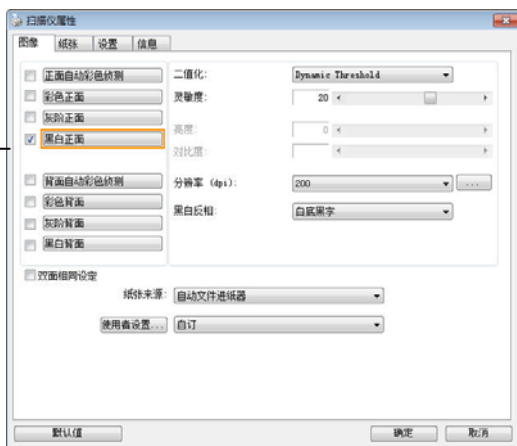 扫描仪属性
图像 纸张 设置 信息
正面自动彩色侦测
彩色正面
灰阶正面
黑白正面
背面自动彩色侦测
彩色背面
灰阶背面
黑白背面
二值化: Dynamic Threshold
灵敏度: 20
亮度: 0
对比度:
分辨率 (dpi): 200 ...
黑白反相: 白底黑字
双面相同设定
纸张来源: 自动文件进纸器
使用者设置... 自订
默认值 确定 取消